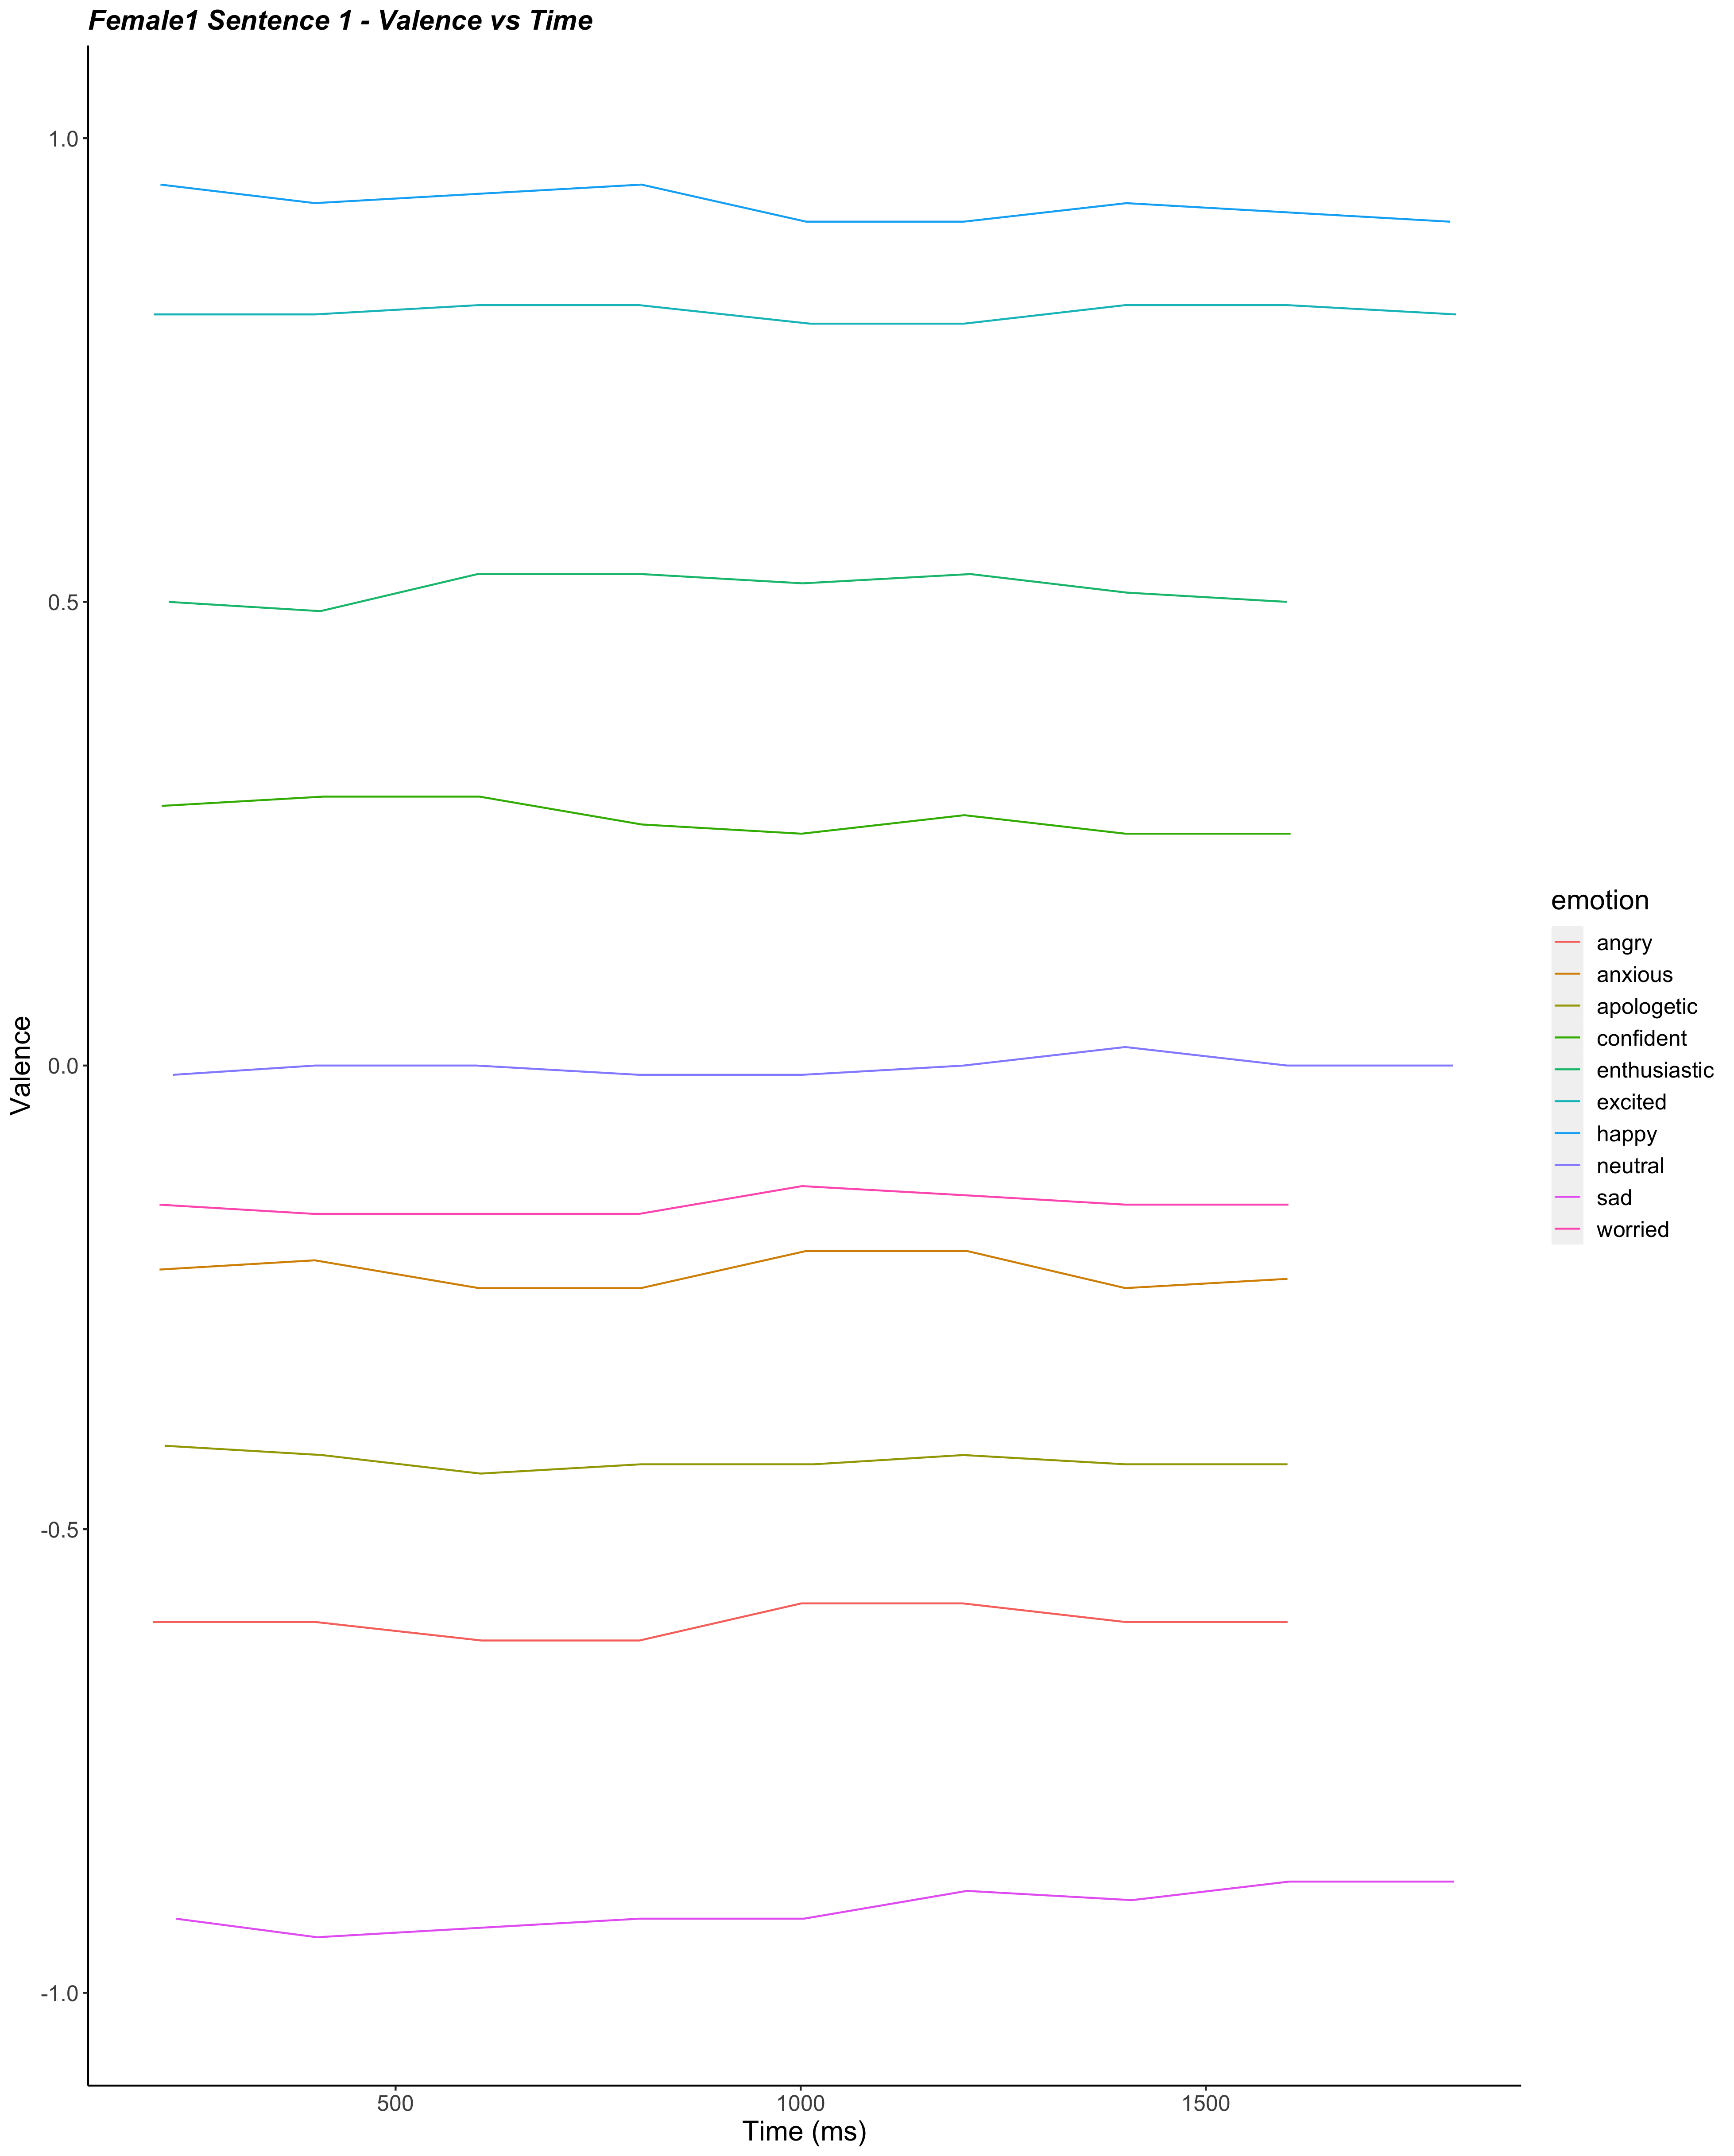 Female1 Sentence 1 - Valence vs Time
1.0
0.5
0.0
-0.5
-1.0
Valence
500
1000
1500
Time (ms)
emotion
angry
anxious
apologetic
confident
enthusiastic
excited
happy
neutral
sad
worried